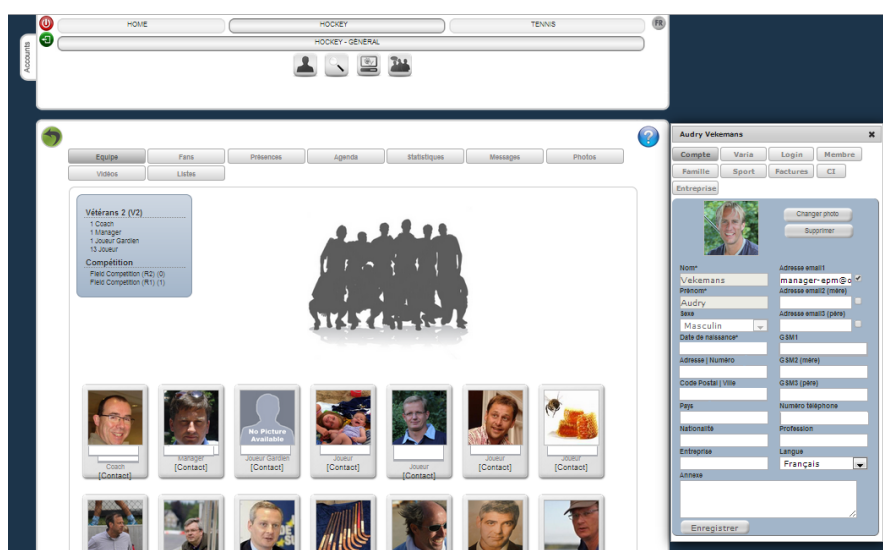 HOME
HOCKEY
TENNIS
FR
HOCKEY - GENERAL
Accounts
?
Equipe
Fans
Présences
Agenda
Statistiques
Messages
Photos
Vidéos
Listes
Vétérans 2 (V2)
1 Coach
1 Manager
1 Joueur Gardien
13 Joueur
Compétition
Field Competition (R2) (0)
Field Competition (R1) (1)
No Picture
Available
Coach
[Contact]
Manager
[Contact]
Joueur Gardien
[Contact]
Joueur
[Contact]
Joueur
[Contact]
Joueur
[Contact]
Joueur
[Contact]
Audry Vekemans
Compte
Varia
Login
Membre
Famille
Sport
Factures
CI
Entreprise
Changer photo
Supprimer
Nom*
Adresse email1
Vekemans
manager-epm@o
Prénom*
Adresse email2 (mère)
Audry
Sexe
Adresse email3 (père)
Masculin
Date de naissance*
GSM1
Adresse | Numéro
GSM2 (mère)
Code Postal | Ville
GSM3 (père)
Pays
Numéro téléphone
Nationalité
Profession
Entreprise
Langue
Français
Annexe
Enregistrer